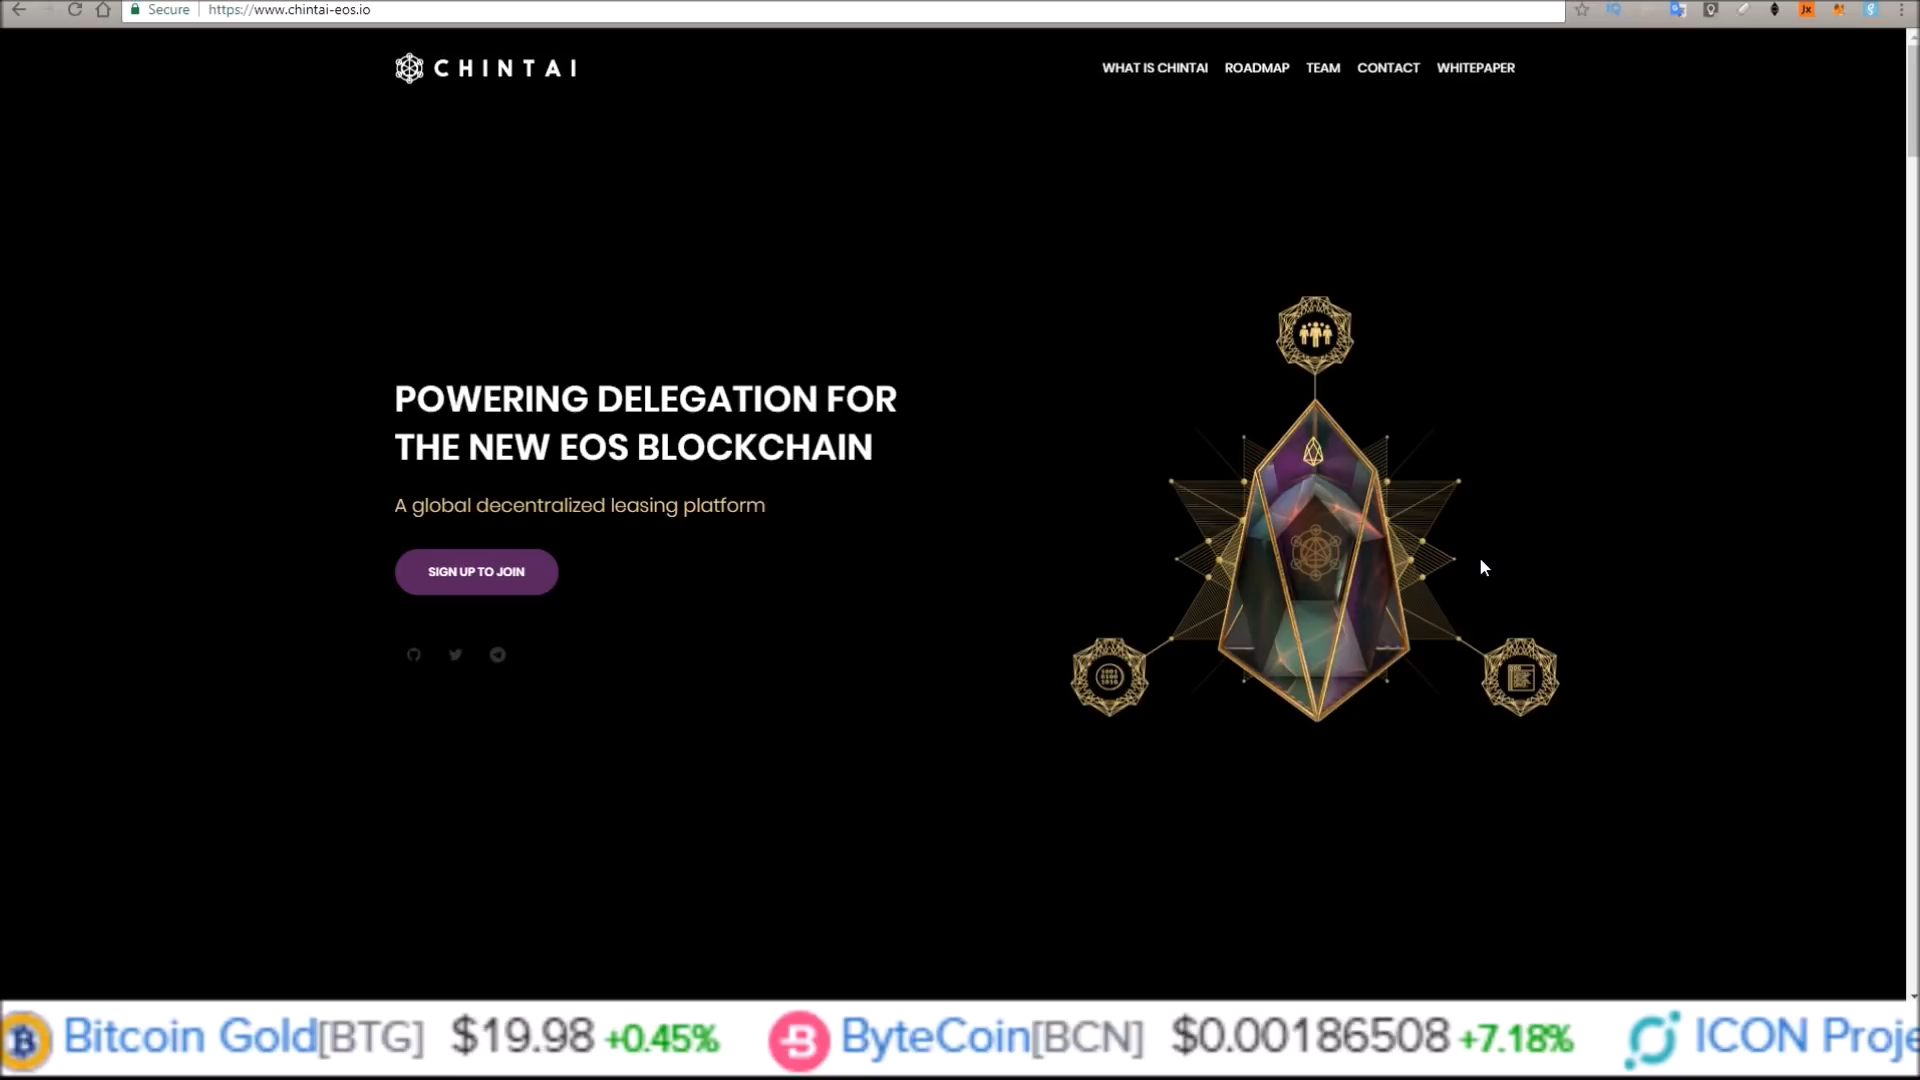 Secure
https://www.chintai-eos.io
CHINTAI
WHAT IS CHINTAI ROADMAP TEAM CONTACT WHITEPAPER
POWERING DELEGATION FOR
THE NEW EOS BLOCKCHAIN
A global decentralized leasing platform
SIGN UP TO JOIN
Bitcoin Gold[BTG] $19.98 +0.45% ByteCoin[BCN] $0.00186508 +7.18% ICON Proje